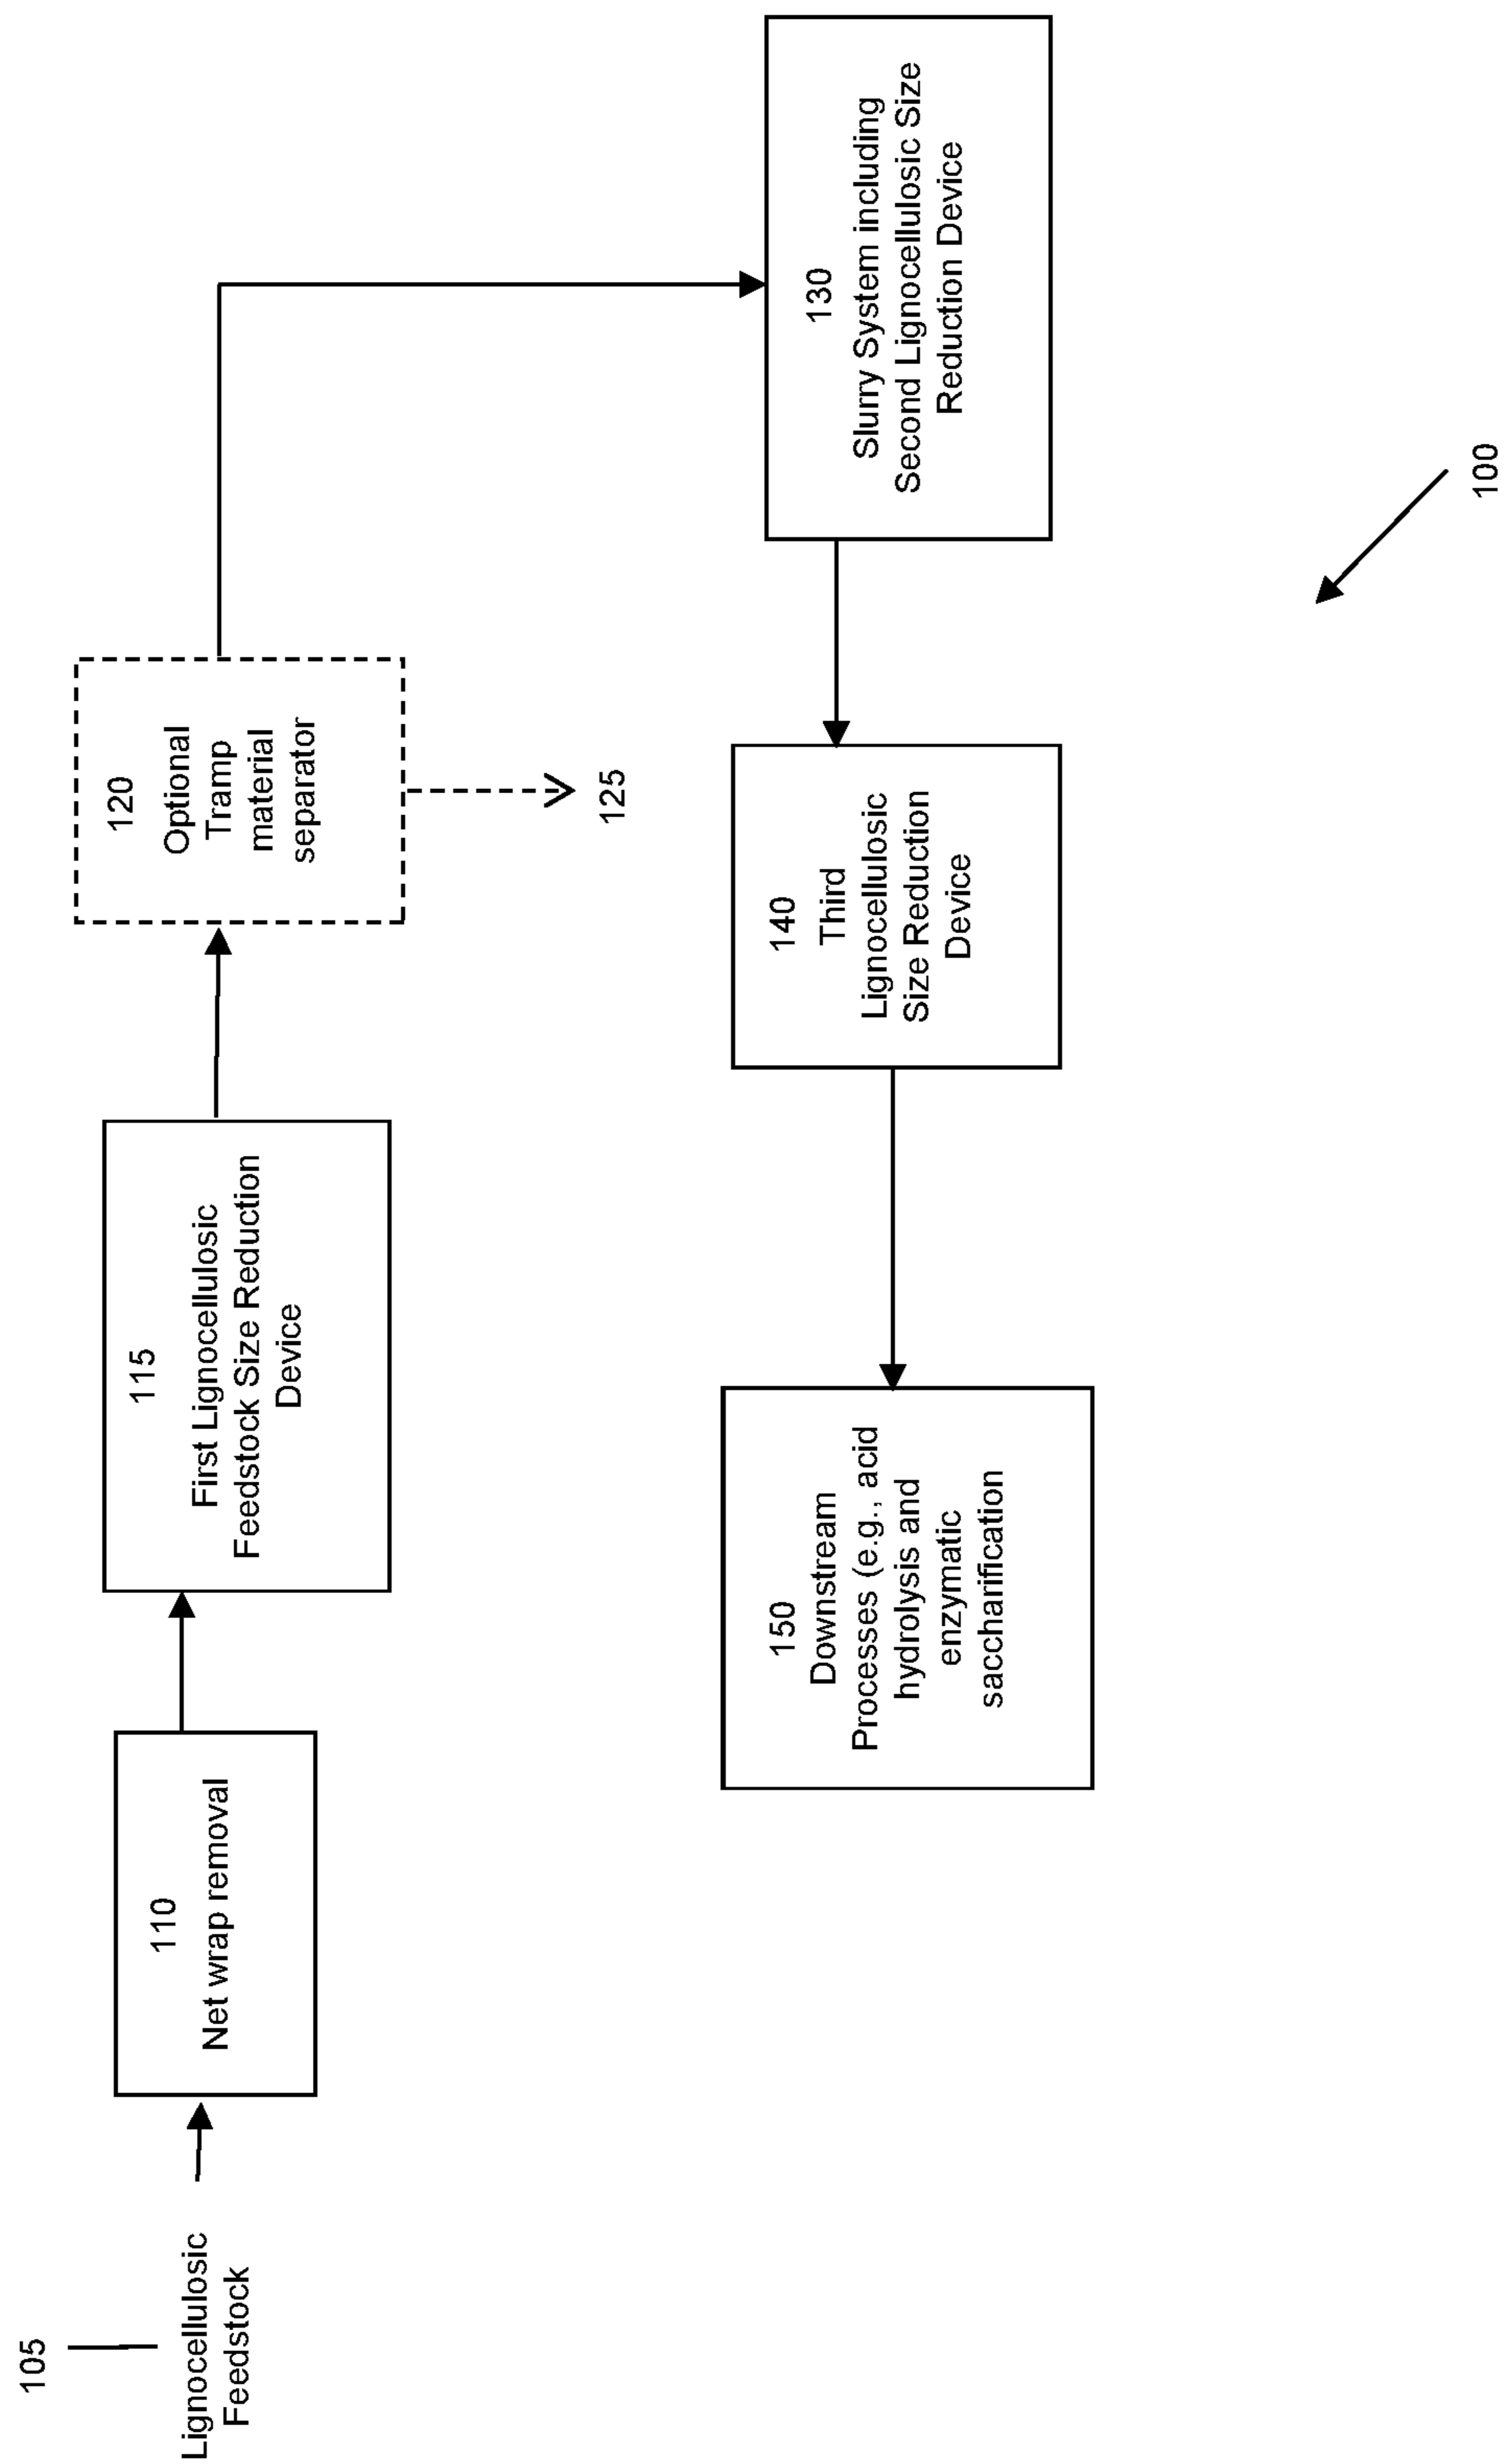 105
Lignocellulosic
Feedstock
110
Net wrap removal
115
First Lignocellulosic
Feedstock Size Reduction
Device
120
Optional
Tramp
material
separator
125
130
Slurry System including
Second Lignocellulosic Size
Reduction Device
140
Third
Lignocellulosic
Size Reduction
Device
150
Downstream
Processes (e.g., acid
hydrolysis and
enzymatic
saccharification
100